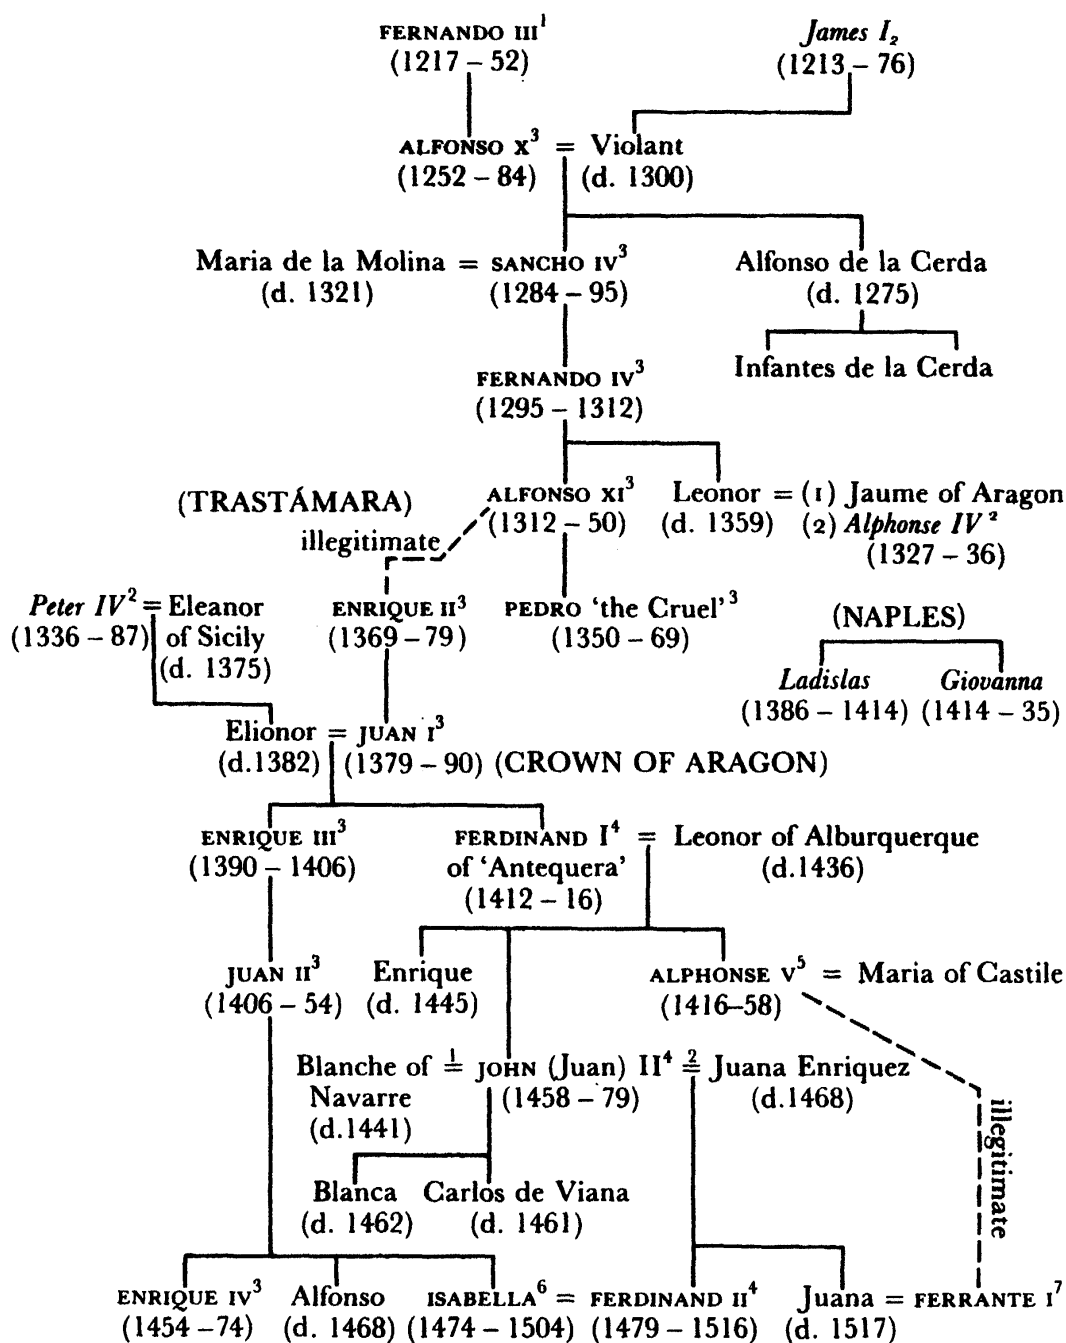 FERNANDO III¹ James I₂
(1217 – 52) (1213 – 76)
ALFONSO X³ = Violant
(1252 – 84) (d. 1300)
Maria de la Molina = SANCHO IV³ Alfonso de la Cerda
(d. 1321) (1284 – 95) (d. 1275)
Infantes de la Cerda
FERNANDO IV³
(1295 – 1312)
(TRASTÁMARA) ALFONSO XI³ Leonor = (1) Jaume of Aragon
illegitimate (1312 – 50) (d. 1359) (2) Alphonse IV²
(1327 – 36)
Peter IV² = Eleanor ENRIQUE II³ PEDRO 'the Cruel'³ (NAPLES)
(1336 – 87) of Sicily (1369 – 79) (1350 – 69)
(d. 1375) Ladislas Giovanna
(1386 – 1414) (1414 – 35)
Elionor = JUAN I³
(d.1382) (1379 – 90) (CROWN OF ARAGON)
ENRIQUE III³ FERDINAND I⁴ = Leonor of Alburquerque
(1390 – 1406) of 'Antequera' (d.1436)
(1412 – 16)
JUAN II³ Enrique ALPHONSE V⁵ = Maria of Castile
(1406 – 54) (d. 1445) (1416–58)
Blanche of =¹ JOHN (Juan) II⁴ =² Juana Enriquez
Navarre (1458 – 79) (d.1468)
(d.1441)
illegitimate
Blanca Carlos de Viana
(d. 1462) (d. 1461)
ENRIQUE IV³ Alfonso ISABELLA⁶ = FERDINAND II⁴ Juana = FERRANTE I⁷
(1454 –74) (d. 1468) (1474 – 1504) (1479 – 1516) (d. 1517)